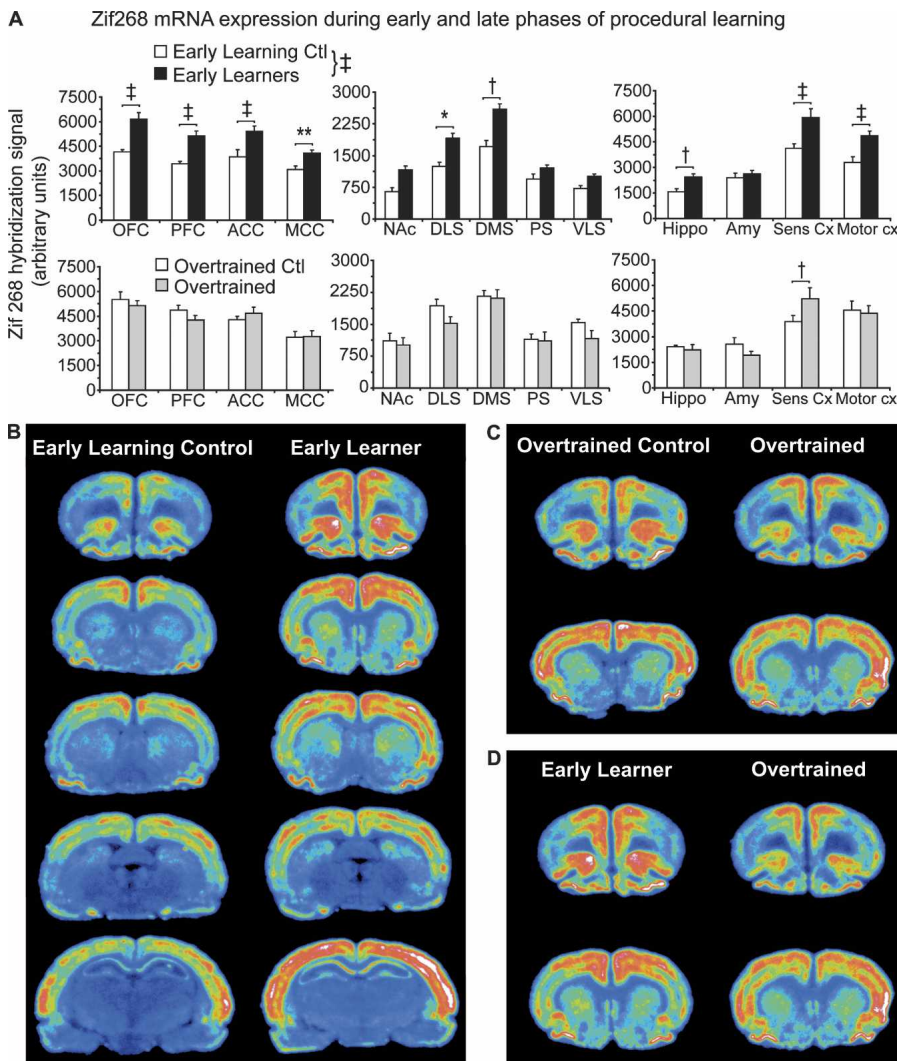 A Zif268 mRNA expression during early and late phases of procedural learning
Zif 268 hybridization signal
(arbitrary units)
Early Learning Ctl
Early Learners
}‡
7500
6000
4500
3000
1500
0
‡ ‡ ‡ **
OFC PFC ACC MCC
3000
2250
1500
750
0
* †
NAc DLS DMS PS VLS
7500
6000
4500
3000
1500
0
† ‡ ‡
Hippo Amy Sens Cx Motor cx
Overtrained Ctl
Overtrained
7500
6000
4500
3000
1500
0
OFC PFC ACC MCC
3000
2250
1500
750
0
NAc DLS DMS PS VLS
7500
6000
4500
3000
1500
0
†
Hippo Amy Sens Cx Motor cx
B
Early Learning Control Early Learner
C
Overtrained Control Overtrained
D
Early Learner Overtrained